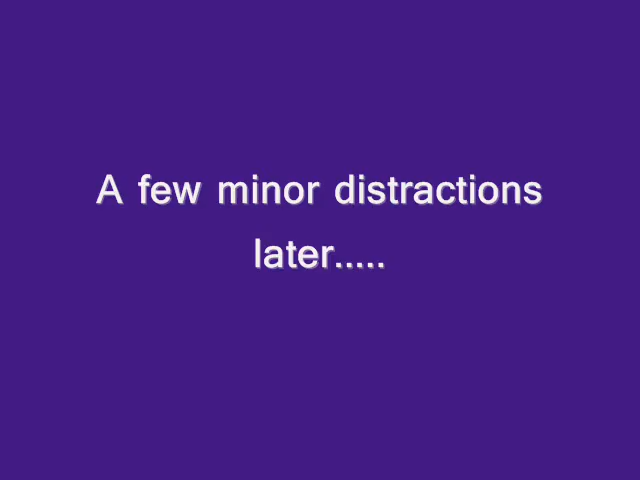 A few minor distractions
later.....